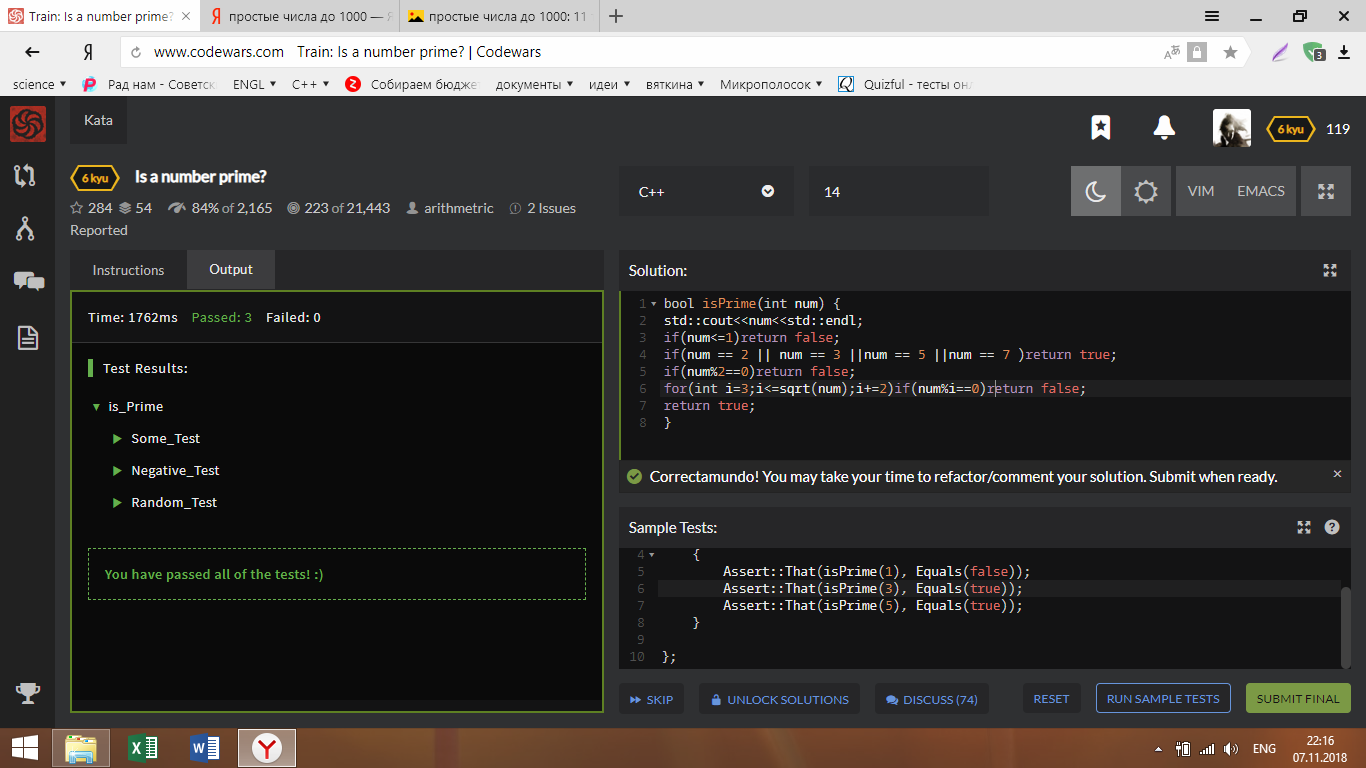 Train: Is a number prime?
простые числа до 1000 —
простые числа до 1000: 11
Я
www.codewars.com Train: Is a number prime? | Codewars
3
science
Рад нам - Советск
ENGL
C++
Собираем бюдже
документы
идеи
вяткина
Микрополосок
Quizful - тесты он
Kata
6 kyu 119
6 kyu Is a number prime?
284 54 84% of 2,165 223 of 21,443 arithmetric 2 Issues
Reported
C++ 14
VIM EMACS
Instructions Output
Time: 1762ms Passed: 3 Failed: 0
Test Results:
is_Prime
Some_Test
Negative_Test
Random_Test
You have passed all of the tests! :)
Solution:
1 bool isPrime(int num) {
2 std::cout<<num<<std::endl;
3 if(num<=1)return false;
4 if(num == 2 || num == 3 ||num == 5 ||num == 7 )return true;
5 if(num%2==0)return false;
6 for(int i=3;i<=sqrt(num);i+=2)if(num%i==0)return false;
7 return true;
8 }
Correctamundo! You may take your time to refactor/comment your solution. Submit when ready.
Sample Tests:
4 {
5 Assert::That(isPrime(1), Equals(false));
6 Assert::That(isPrime(3), Equals(true));
7 Assert::That(isPrime(5), Equals(true));
8 }
9
10 };
SKIP UNLOCK SOLUTIONS DISCUSS (74) RESET RUN SAMPLE TESTS SUBMIT FINAL
ENG
22:16
07.11.2018